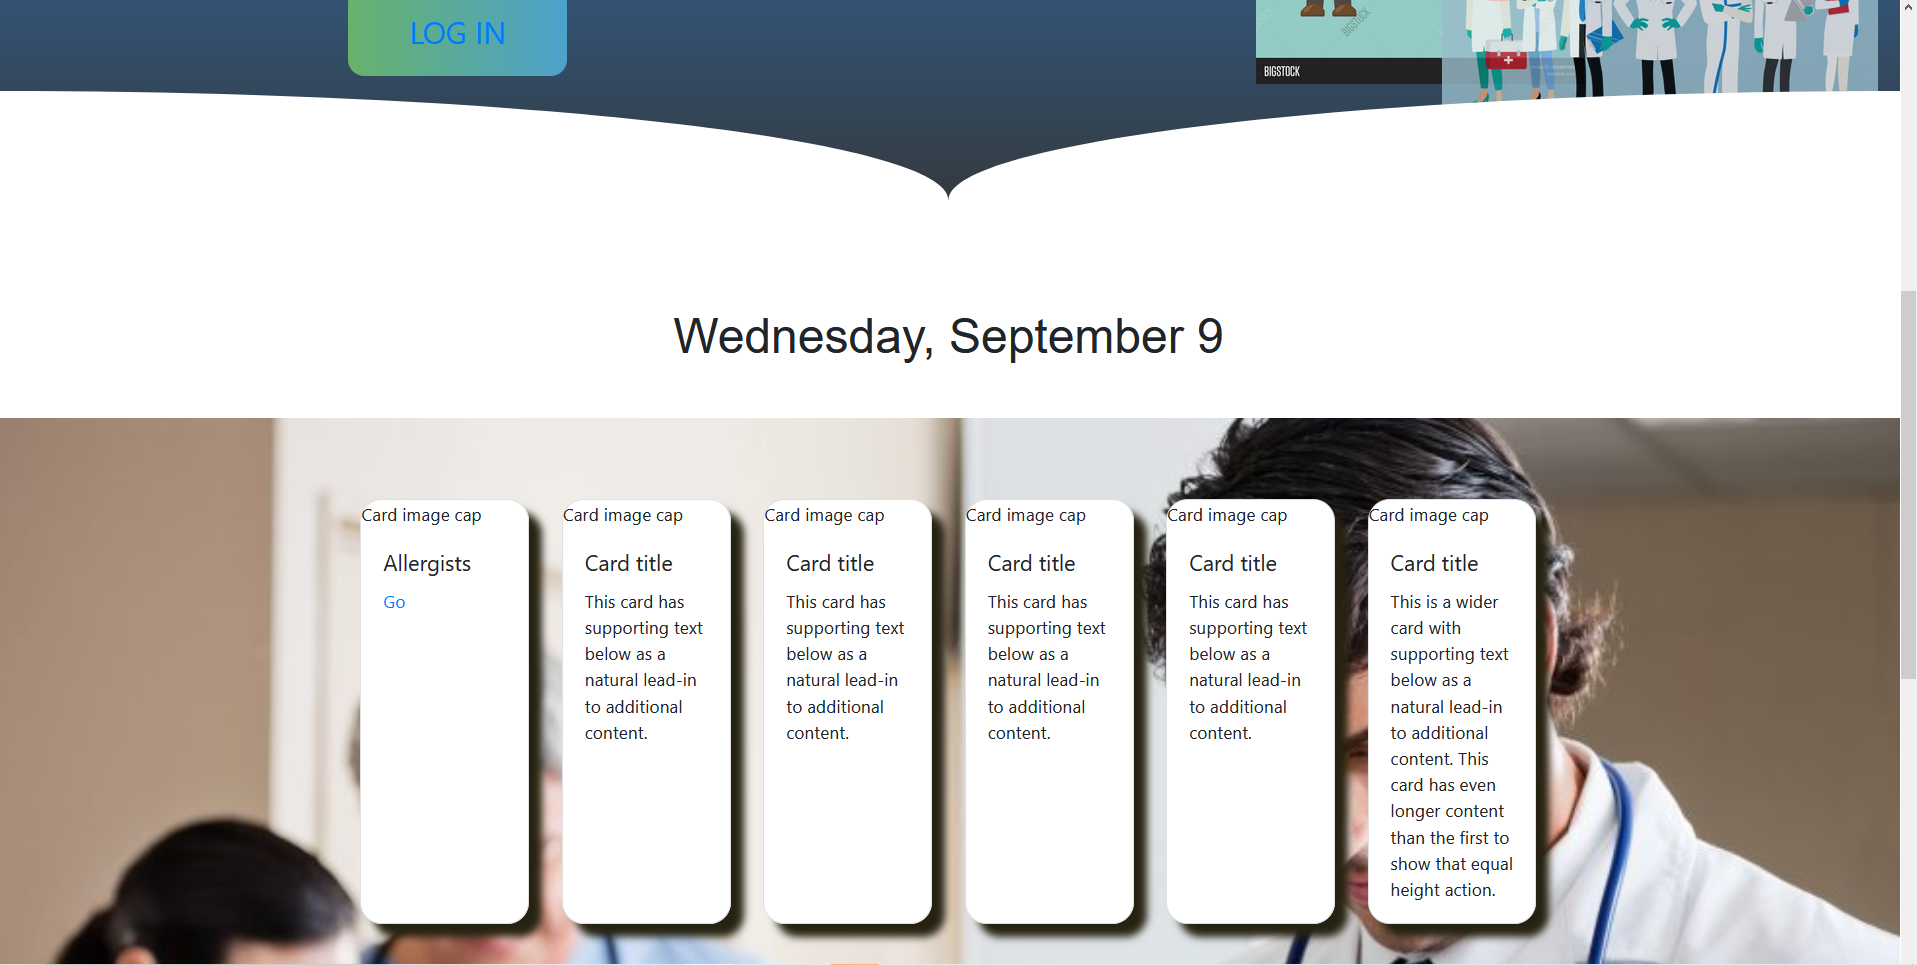 LOG IN
BIGSTOCK
Wednesday, September 9
Card image cap
Allergists
Go
Card image cap
Card title
This card has
supporting text
below as a
natural lead-in
to additional
content.
Card image cap
Card title
This card has
supporting text
below as a
natural lead-in
to additional
content.
Card image cap
Card title
This card has
supporting text
below as a
natural lead-in
to additional
content.
Card image cap
Card title
This card has
supporting text
below as a
natural lead-in
to additional
content.
Card image cap
Card title
This is a wider
card with
supporting text
below as a
natural lead-in
to additional
content. This
card has even
longer content
than the first to
show that equal
height action.